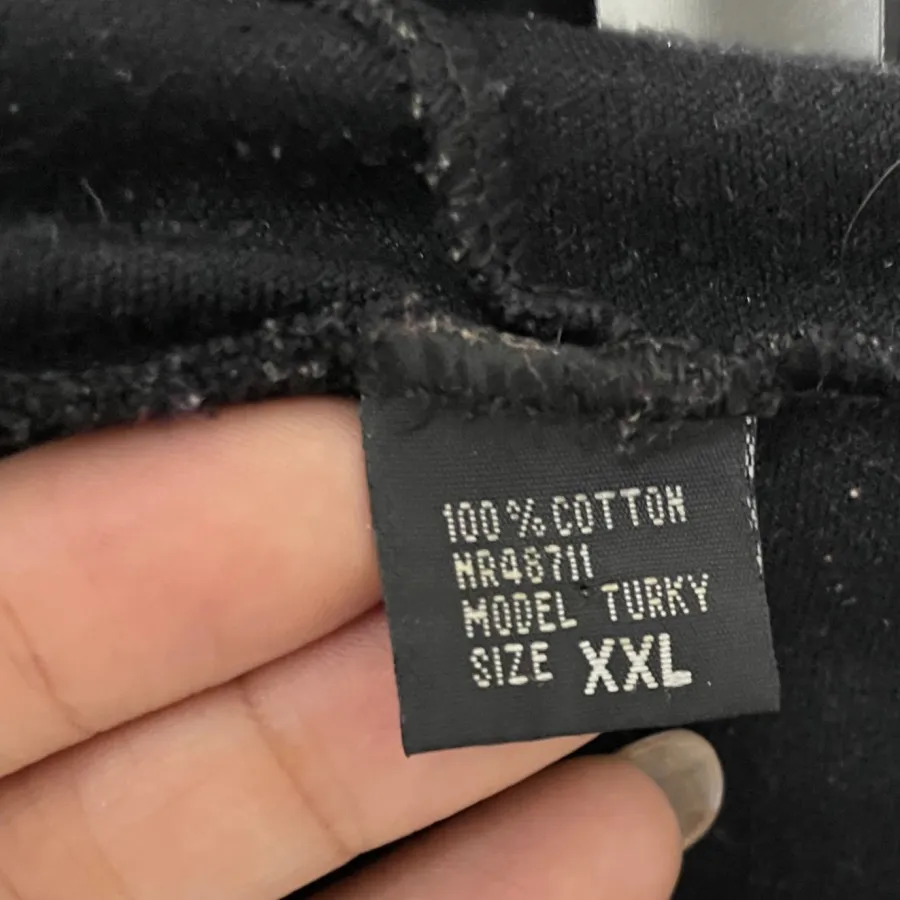 100% COTTON
NR48711
MODEL TURKY
SIZE XXL